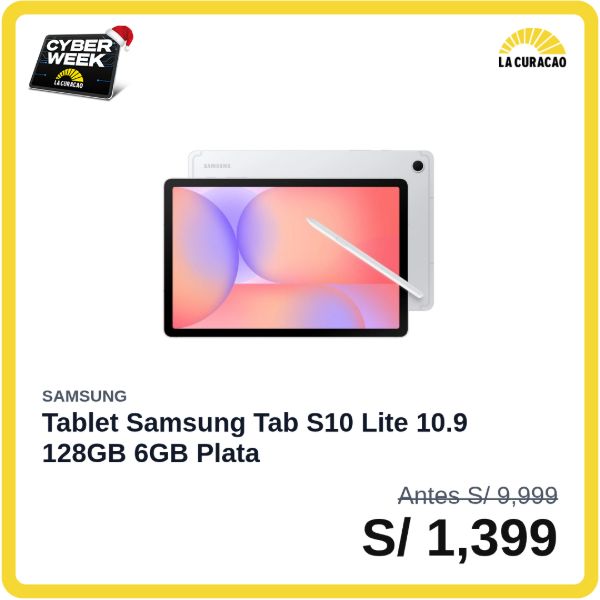 CYBER
WEEK
LA CURACAO
LA CURACAO
SAMSUNG
SAMSUNG
Tablet Samsung Tab S10 Lite 10.9
128GB 6GB Plata
Antes S/ 9,999
S/ 1,399